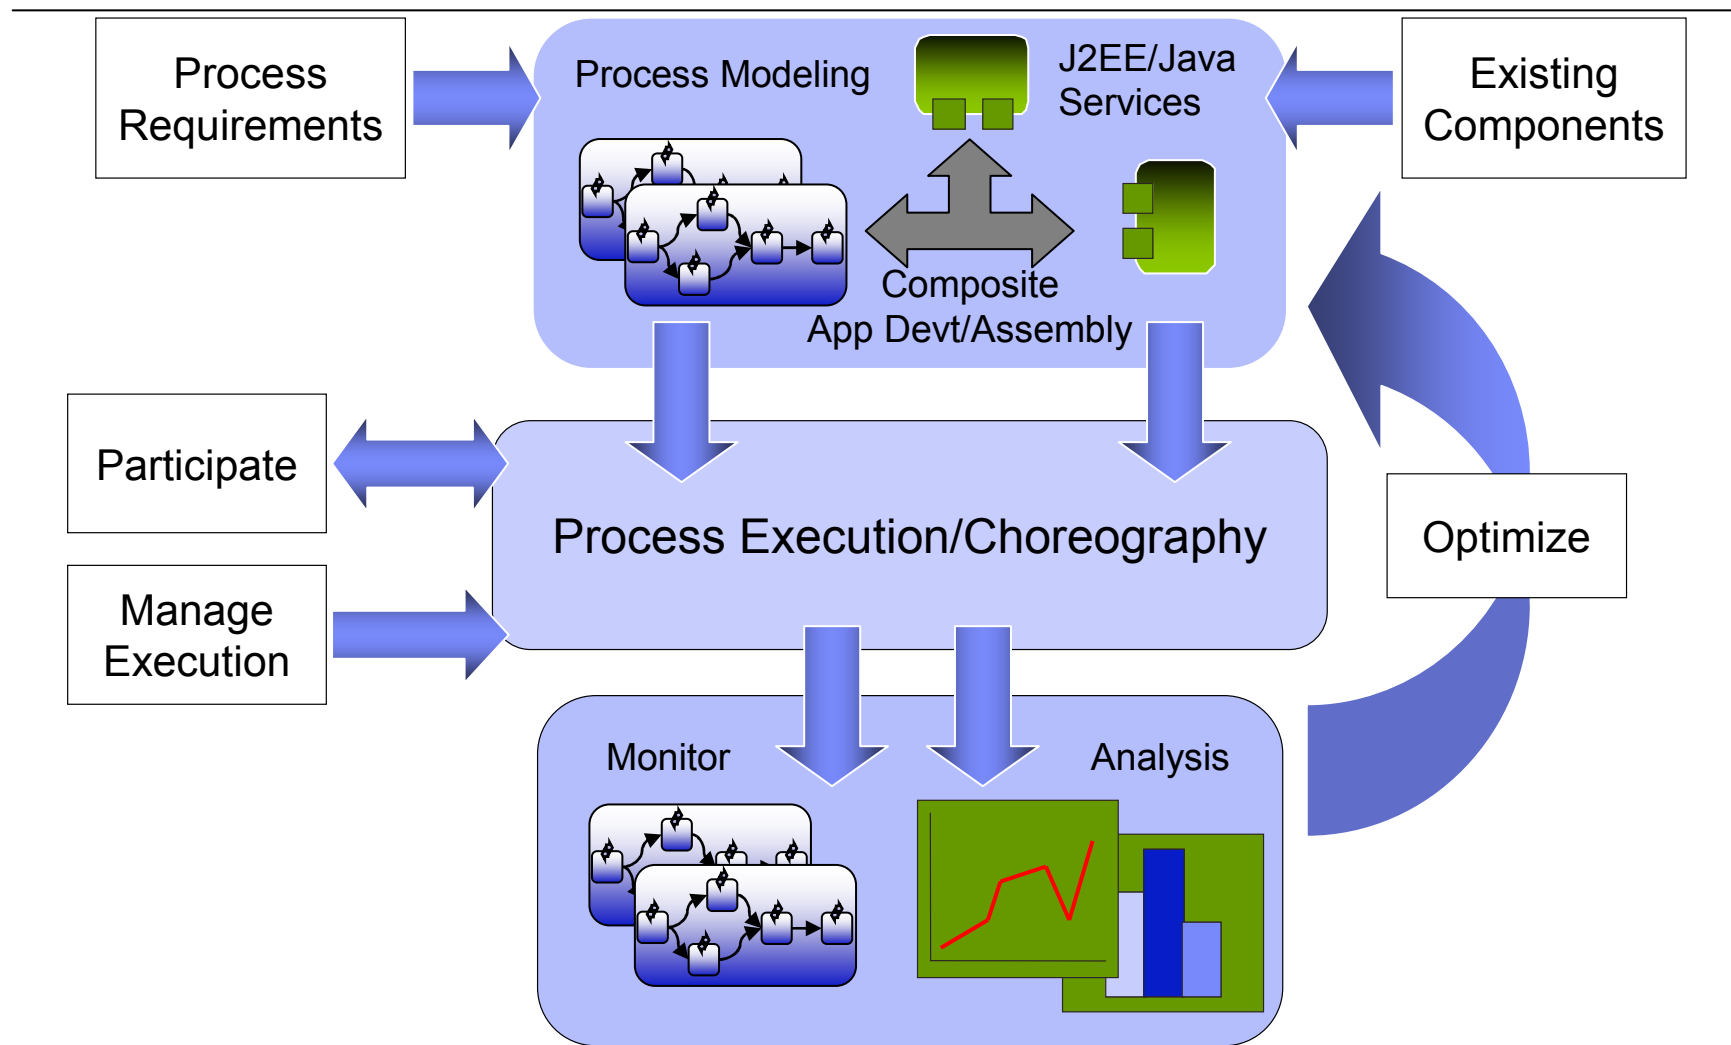 Process
Requirements
Process Modeling
J2EE/Java
Services
Existing
Components
Composite
App Devt/Assembly
Participate
Process Execution/Choreography
Optimize
Manage
Execution
Monitor
Analysis